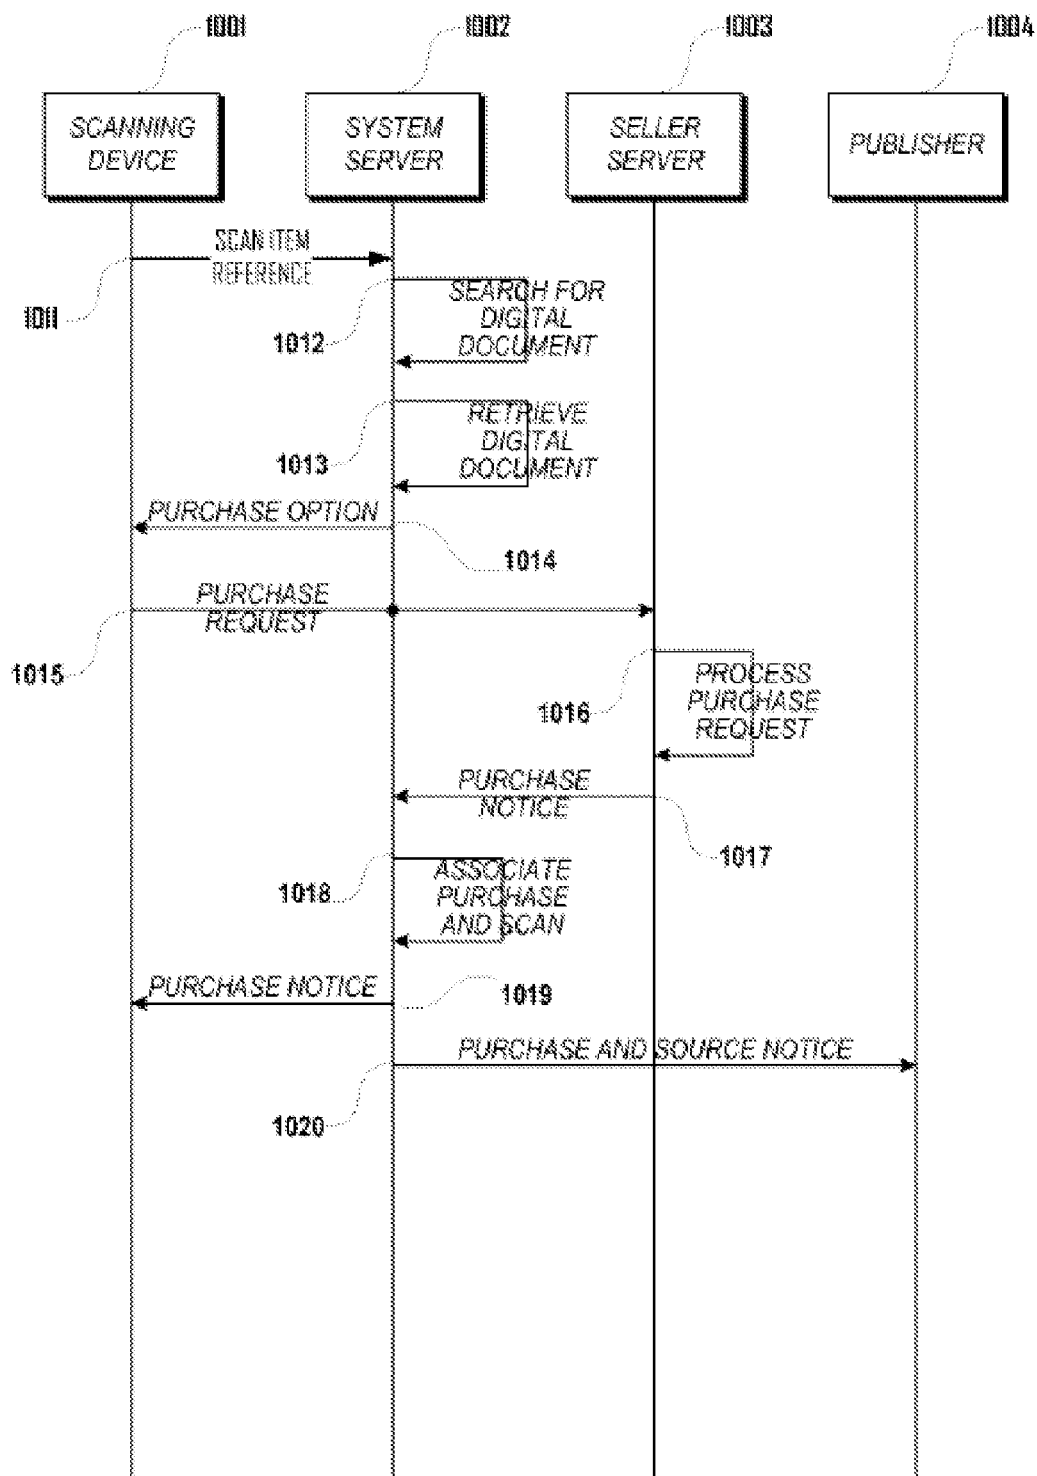 1001
1002
1003
1004
SCANNING
DEVICE
SYSTEM
SERVER
SELLER
SERVER
PUBLISHER
SCAN ITEM
REFERENCE
1011
SEARCH FOR
DIGITAL
DOCUMENT
1012
RETRIEVE
DIGITAL
DOCUMENT
1013
PURCHASE OPTION
1014
PURCHASE
REQUEST
1015
PROCESS
PURCHASE
REQUEST
1016
PURCHASE
NOTICE
1017
ASSOCIATE
PURCHASE
AND SCAN
1018
PURCHASE NOTICE
1019
PURCHASE AND SOURCE NOTICE
1020